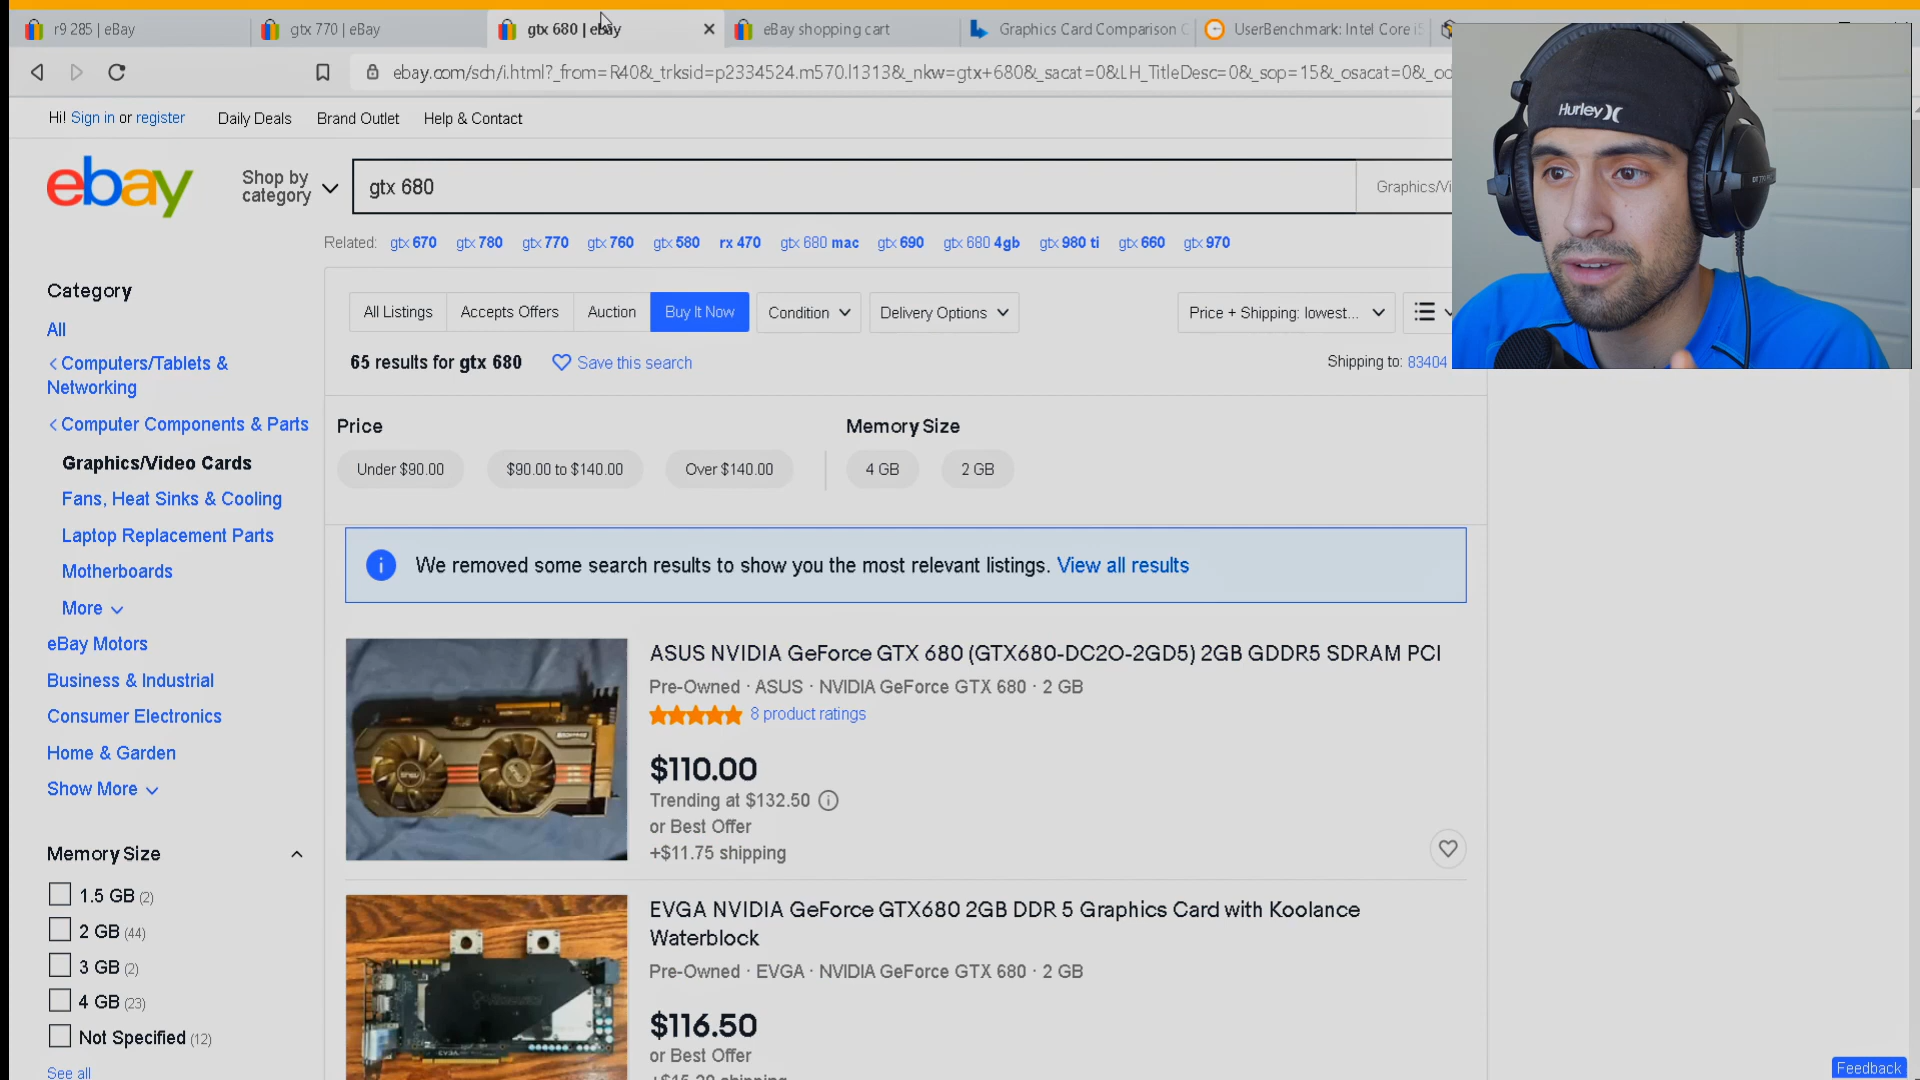 r9 285 | eBay
gtx 770 | eBay
gtx 680 | eBay
eBay shopping cart
Graphics Card Comparison C
UserBenchmark: Intel Core i5
ebay.com/sch/i.html?_from=R40&_trksid=p2334524.m570.l1313&_nkw=gtx+680&_sacat=0&LH_TitleDesc=0&_sop=15&_osacat=0&_od
Hi! Sign in or register
Daily Deals
Brand Outlet
Help & Contact
ebay
Shop by category
gtx 680
Graphics/Vi
Related: gtx 670 gtx 780 gtx 770 gtx 760 gtx 580 rx 470 gtx 680 mac gtx 690 gtx 680 4gb gtx 980 ti gtx 660 gtx 970
Hurley
Category
All
Computers/Tablets & Networking
Computer Components & Parts
Graphics/Video Cards
Fans, Heat Sinks & Cooling
Laptop Replacement Parts
Motherboards
More
eBay Motors
Business & Industrial
Consumer Electronics
Home & Garden
Show More
Memory Size
1.5 GB (2)
2 GB (44)
3 GB (2)
4 GB (23)
Not Specified (12)
See all
All Listings
Accepts Offers
Auction
Buy It Now
Condition
Delivery Options
Price + Shipping: lowest...
65 results for gtx 680
Save this search
Shipping to: 83404
Price
Under $90.00
$90.00 to $140.00
Over $140.00
Memory Size
4 GB
2 GB
We removed some search results to show you the most relevant listings. View all results
ASUS NVIDIA GeForce GTX 680 (GTX680-DC2O-2GD5) 2GB GDDR5 SDRAM PCI
Pre-Owned · ASUS · NVIDIA GeForce GTX 680 · 2 GB
8 product ratings
$110.00
Trending at $132.50
or Best Offer
+$11.75 shipping
EVGA NVIDIA GeForce GTX680 2GB DDR 5 Graphics Card with Koolance
Waterblock
Pre-Owned · EVGA · NVIDIA GeForce GTX 680 · 2 GB
$116.50
or Best Offer
Feedback